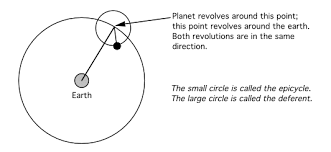 Planet revolves around this point;
this point revolves around the earth.
Both revolutions are in the same
direction.
Earth
The small circle is called the epicycle.
The large circle is called the deferent.